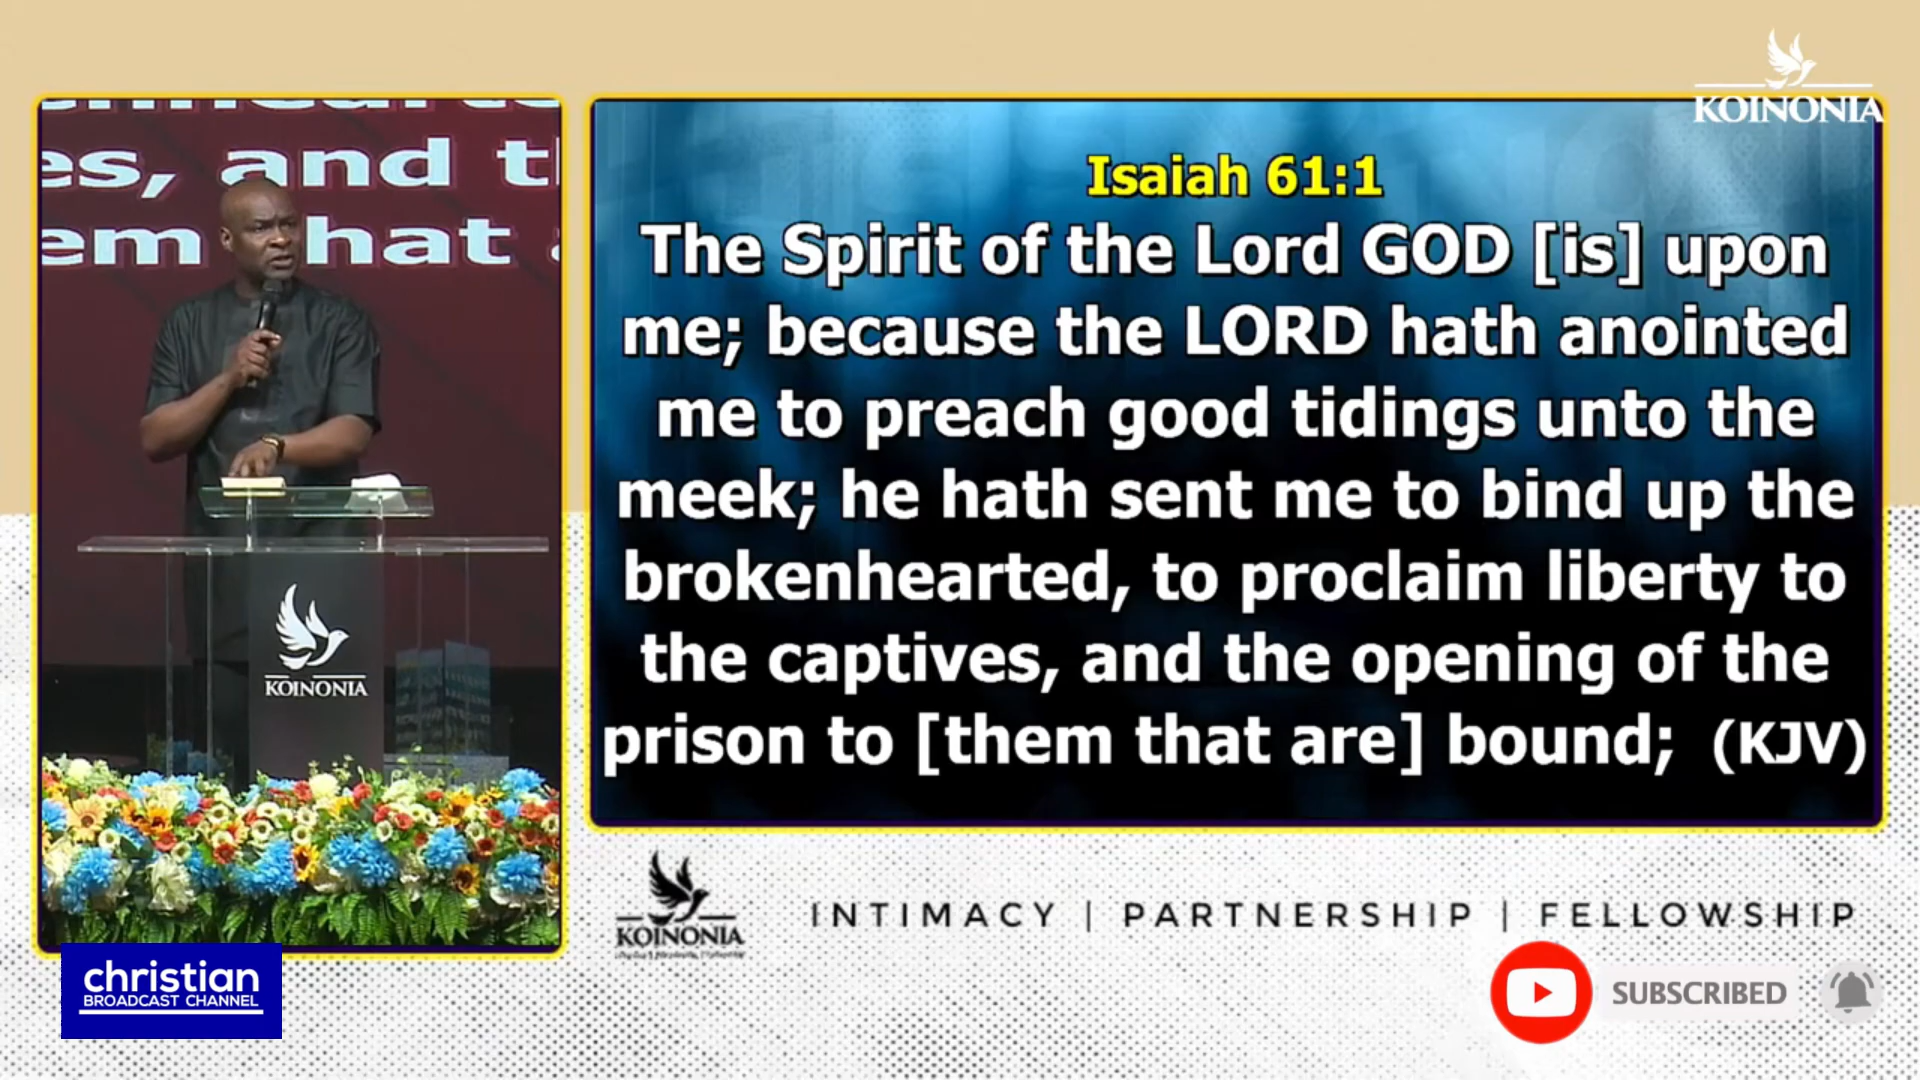 KOINONIA
es, and th
em that a
KOINONIA
Isaiah 61:1
The Spirit of the Lord GOD [is] upon
me; because the LORD hath anointed
me to preach good tidings unto the
meek; he hath sent me to bind up the
brokenhearted, to proclaim liberty to
the captives, and the opening of the
prison to [them that are] bound; (KJV)
KOINONIA
INTIMACY | PARTNERSHIP | FELLOWSHIP
christian
BROADCAST CHANNEL
SUBSCRIBED